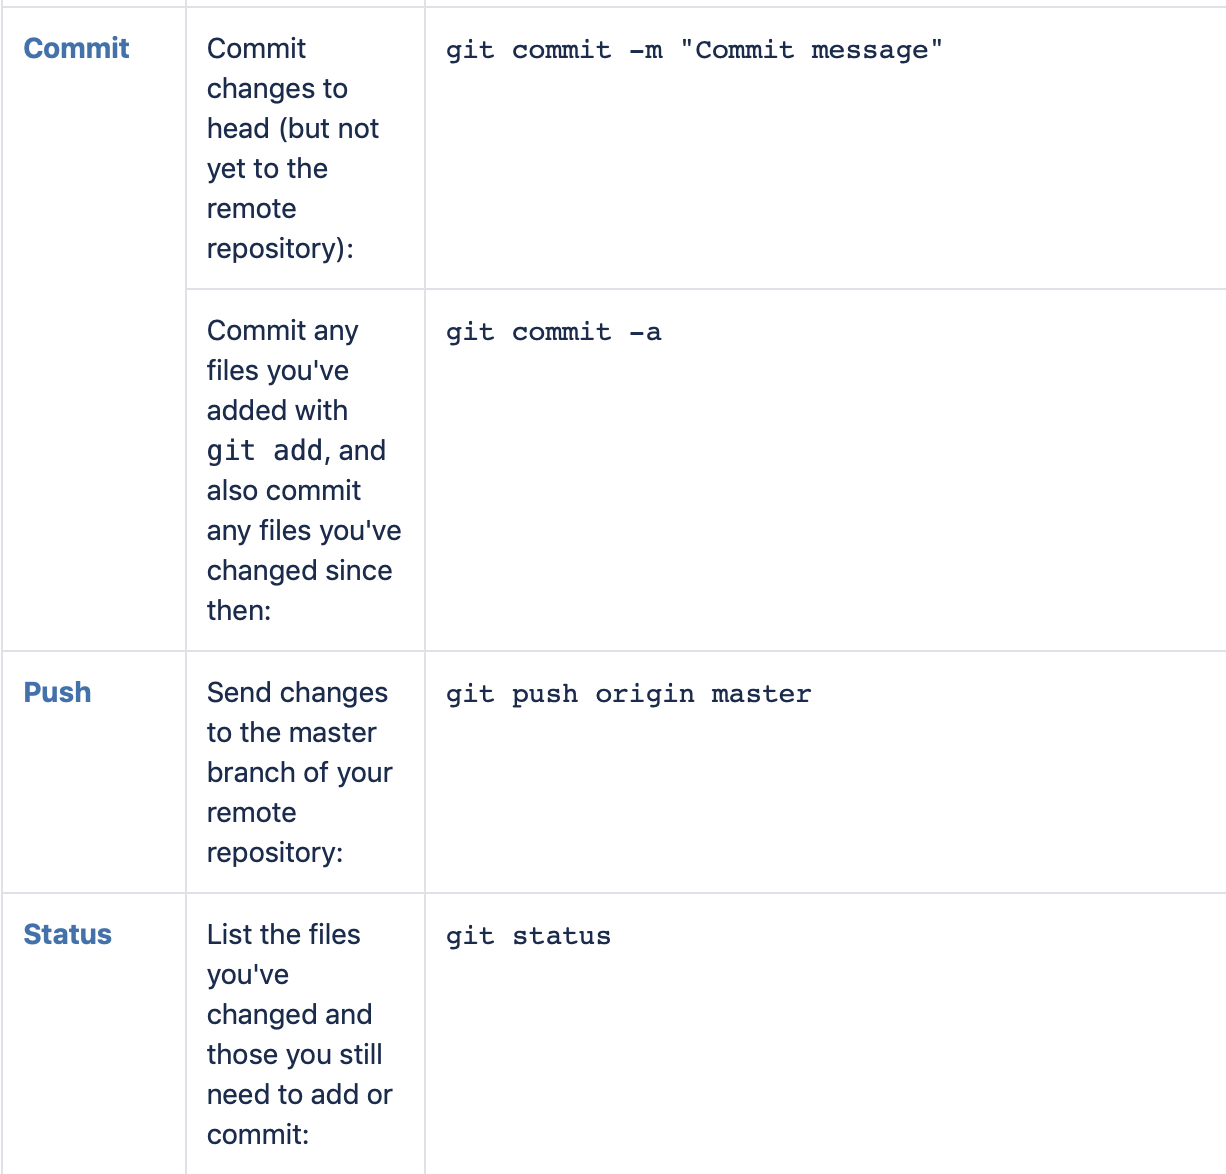 Commit
Commit
changes to
head (but not
yet to the
remote
repository):
git commit -m "Commit message"
Commit any
files you've
added with
git add, and
also commit
any files you've
changed since
then:
git commit -a
Push
Send changes
to the master
branch of your
remote
repository:
git push origin master
Status
List the files
you've
changed and
those you still
need to add or
commit:
git status